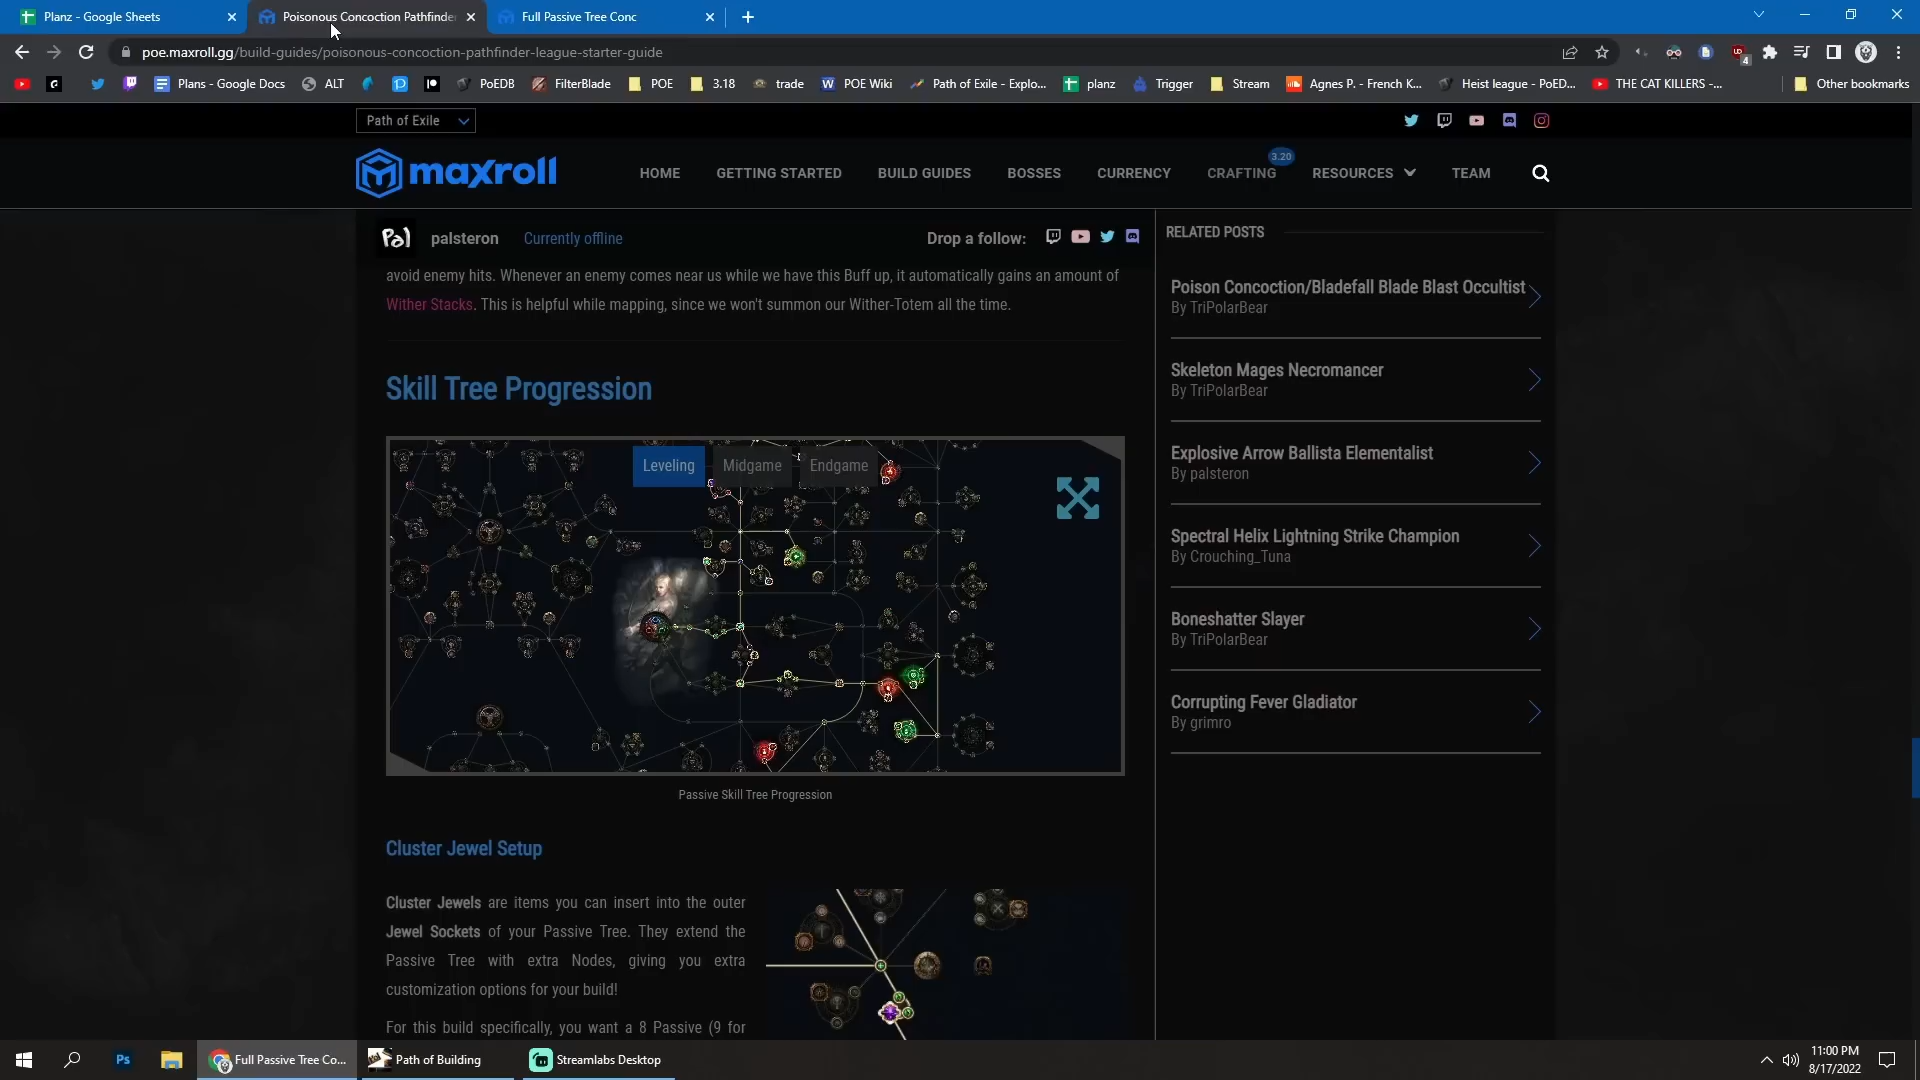 Planz - Google Sheets
Poisonous Concoction Pathfinder
Full Passive Tree Conc
poe.maxroll.gg/build-guides/poisonous-concoction-pathfinder-league-starter-guide
Plans - Google Docs
ALT
PoEDB
FilterBlade
POE
3.18
trade
POE Wiki
Path of Exile - Explo...
planz
Trigger
Stream
Agnes P. - French K...
Heist league - PoED...
THE CAT KILLERS -...
Other bookmarks
Path of Exile
maxroll
HOME
GETTING STARTED
BUILD GUIDES
BOSSES
CURRENCY
CRAFTING
3.20
RESOURCES
TEAM
Pal
palsteron
Currently offline
Drop a follow:
avoid enemy hits. Whenever an enemy comes near us while we have this Buff up, it automatically gains an amount of
Wither Stacks. This is helpful while mapping, since we won't summon our Wither-Totem all the time.
Skill Tree Progression
Leveling
Midgame
Endgame
Passive Skill Tree Progression
Cluster Jewel Setup
Cluster Jewels are items you can insert into the outer
Jewel Sockets of your Passive Tree. They extend the
Passive Tree with extra Nodes, giving you extra
customization options for your build!
For this build specifically, you want a 8 Passive (9 for
RELATED POSTS
Poison Concoction/Bladefall Blade Blast Occultist
By TriPolarBear
Skeleton Mages Necromancer
By TriPolarBear
Explosive Arrow Ballista Elementalist
By palsteron
Spectral Helix Lightning Strike Champion
By Crouching_Tuna
Boneshatter Slayer
By TriPolarBear
Corrupting Fever Gladiator
By grimro
Ps
Full Passive Tree Co...
Path of Building
Streamlabs Desktop
11:00 PM
8/17/2022